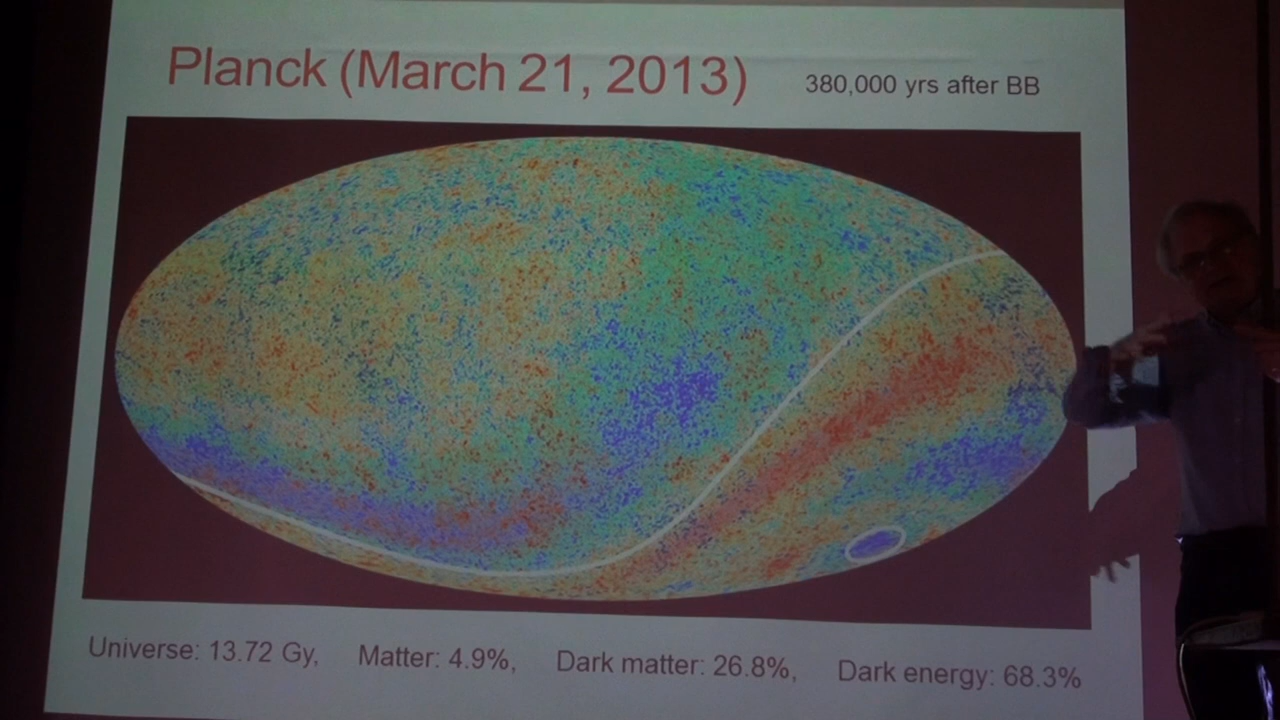 Planck (March 21, 2013) 380,000 yrs after BB
Universe: 13.72 Gy, Matter: 4.9%, Dark matter: 26.8%, Dark energy: 68.3%